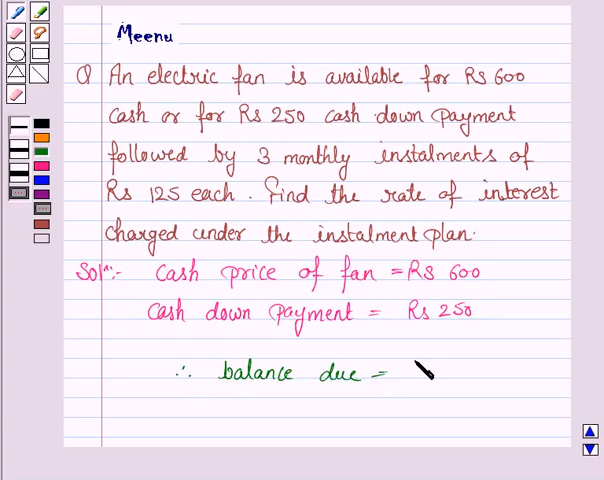 Meenu
Q An electric fan is available for Rs 600
cash or for Rs 250 cash down payment
followed by 3 monthly instalments of
Rs 125 each. Find the rate of interest
charged under the instalment plan.
Solⁿ:- Cash price of fan = Rs 600
Cash down payment = Rs 250
∴ balance due =